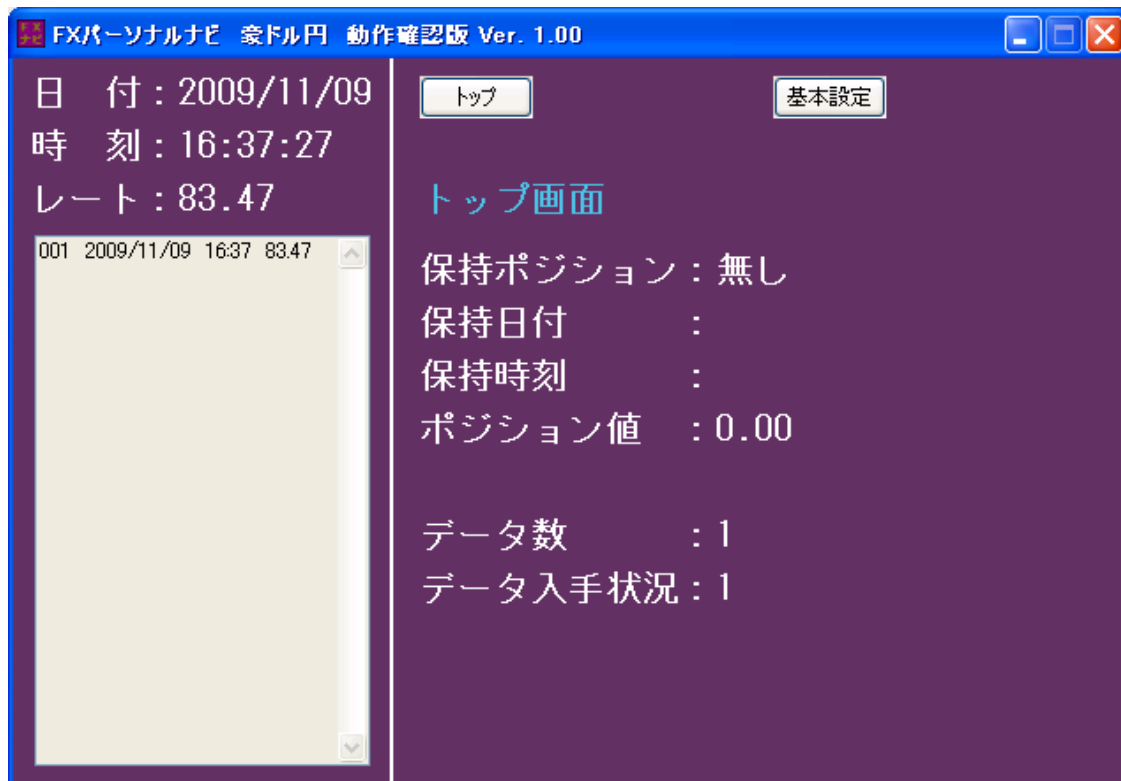 FXナビ
FXパーソナルナビ 豪ドル円 動作確認版 Ver. 1.00
日 付：2009/11/09
時 刻：16:37:27
レート：83.47
001 2009/11/09 16:37 83.47
トップ
基本設定
トップ画面
保持ポジション：無し
保持日付 ：
保持時刻 ：
ポジション値 ：0.00
データ数 ：1
データ入手状況：1